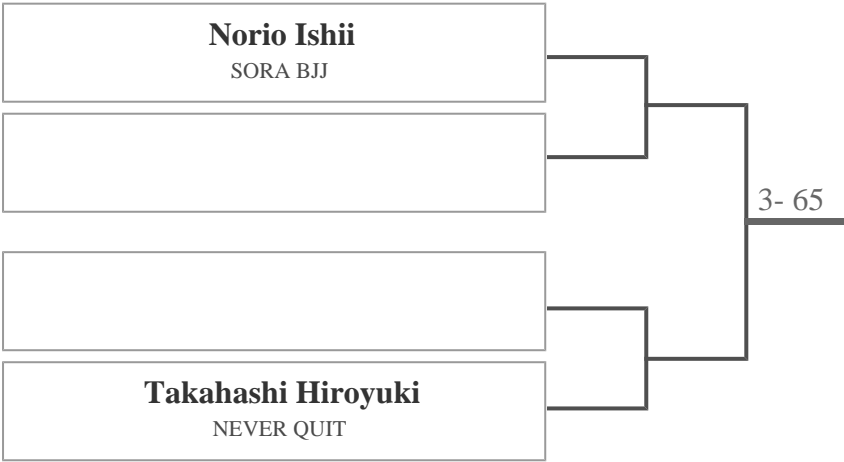 Norio Ishii
SORA BJJ
3- 65
Takahashi Hiroyuki
NEVER QUIT